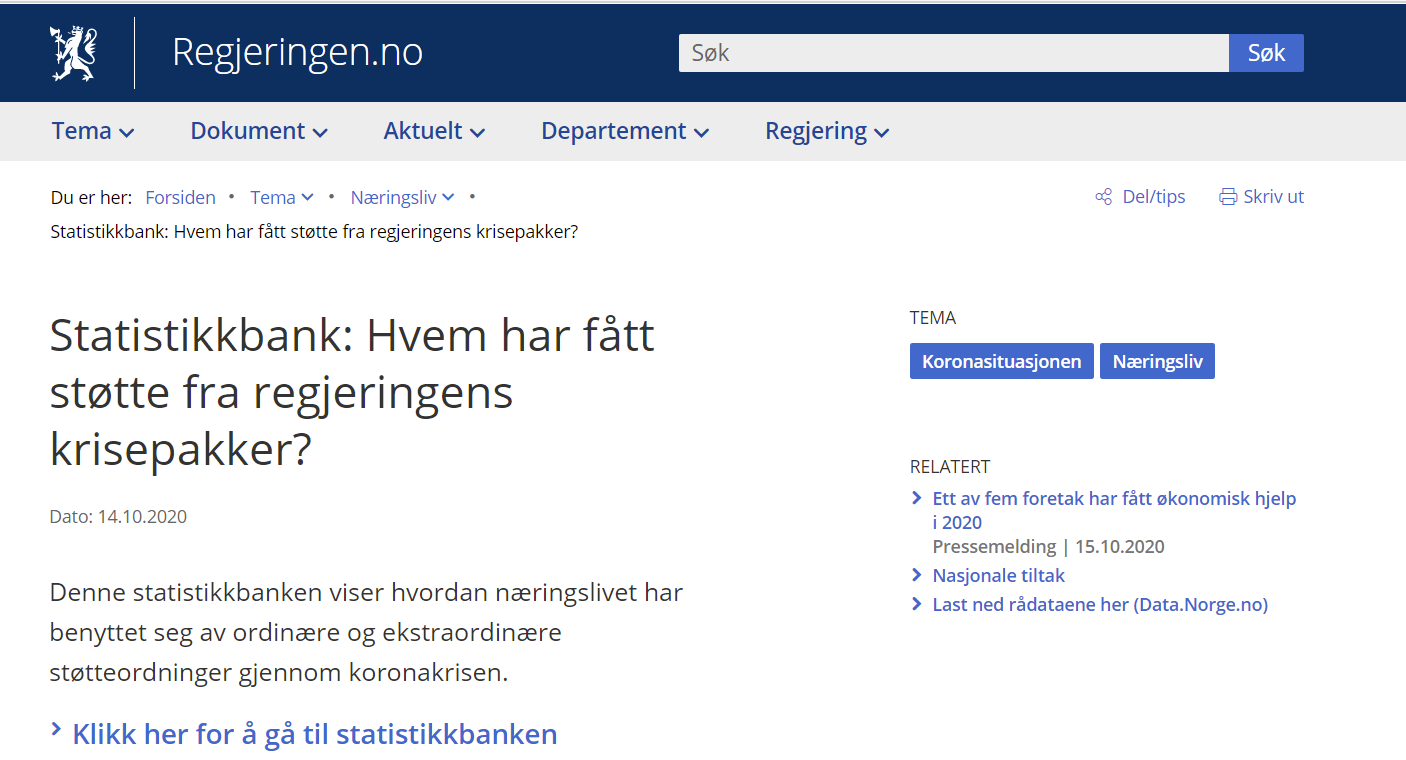 Regjeringen.no
Søk
Søk
Tema
Dokument
Aktuelt
Departement
Regjering
Du er her: Forsiden • Tema • Næringsliv •
Statistikkbank: Hvem har fått støtte fra regjeringens krisepakker?
Del/tips
Skriv ut
Statistikkbank: Hvem har fått
støtte fra regjeringens
krisepakker?
Dato: 14.10.2020
Denne statistikkbanken viser hvordan næringslivet har
benyttet seg av ordinære og ekstraordinære
støtteordninger gjennom koronakrisen.
Klikk her for å gå til statistikkbanken
TEMA
Koronasituasjonen
Næringsliv
RELATERT
Ett av fem foretak har fått økonomisk hjelp
i 2020
Pressemelding | 15.10.2020
Nasjonale tiltak
Last ned rådataene her (Data.Norge.no)